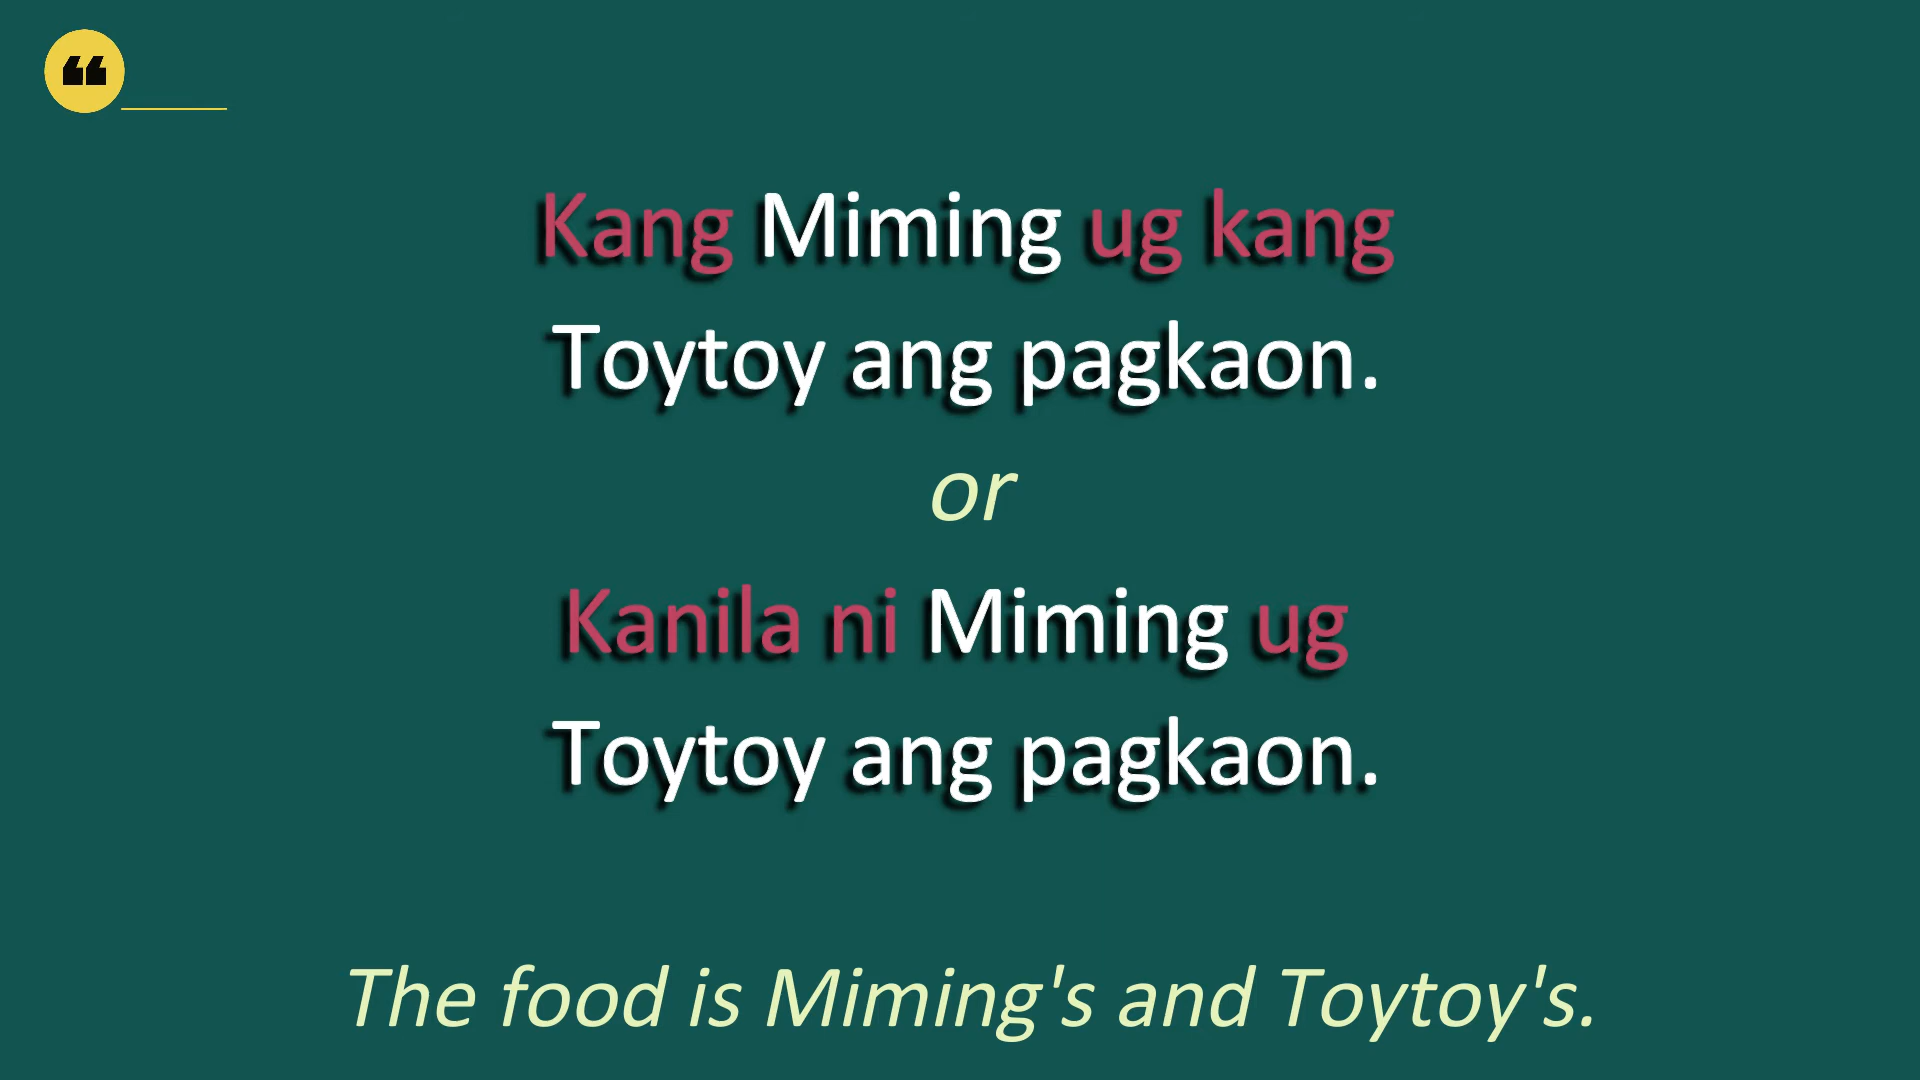 ❝
Kang Miming ug kang
Toytoy ang pagkaon.
or
Kanila ni Miming ug
Toytoy ang pagkaon.
The food is Miming's and Toytoy's.